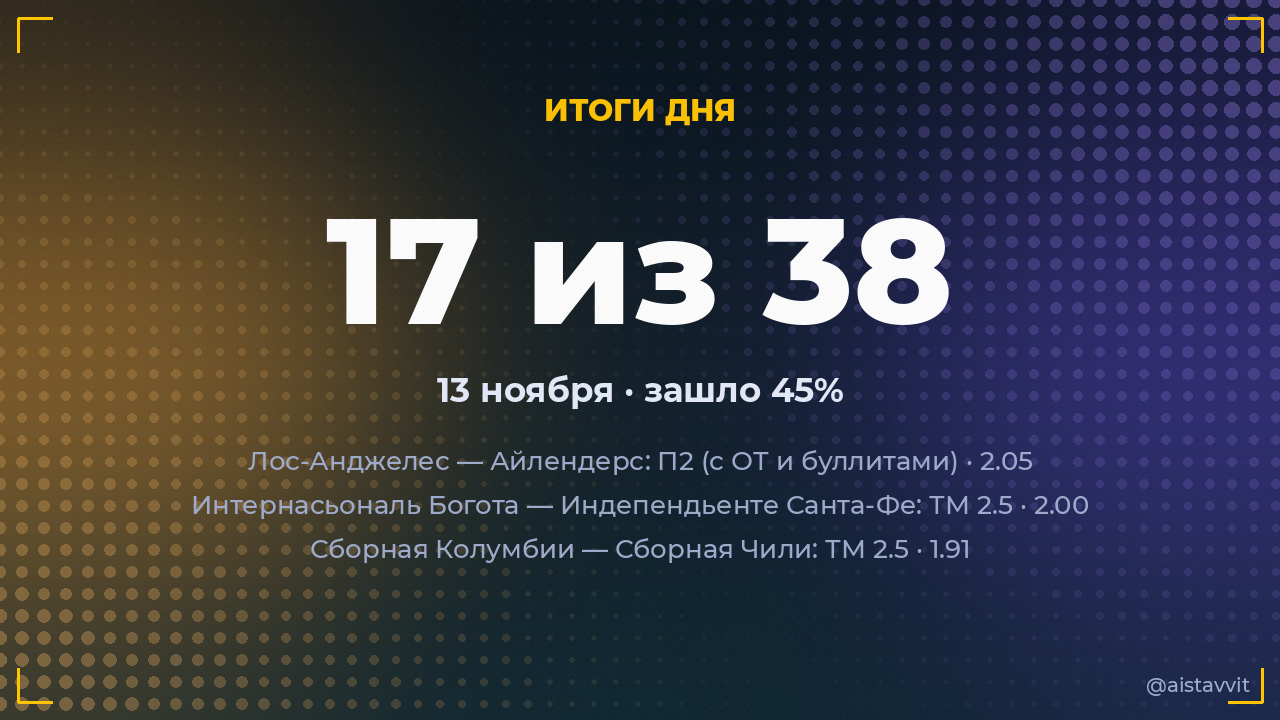 ИТОГИ ДНЯ
17 из 38
13 ноября · зашло 45%
Лос-Анджелес — Айлендерс: П2 (с ОТ и буллитами) · 2.05
Интернасьональ Богота — Индепендьенте Санта-Фе: ТМ 2.5 · 2.00
Сборная Колумбии — Сборная Чили: ТМ 2.5 · 1.91
@aistavvit